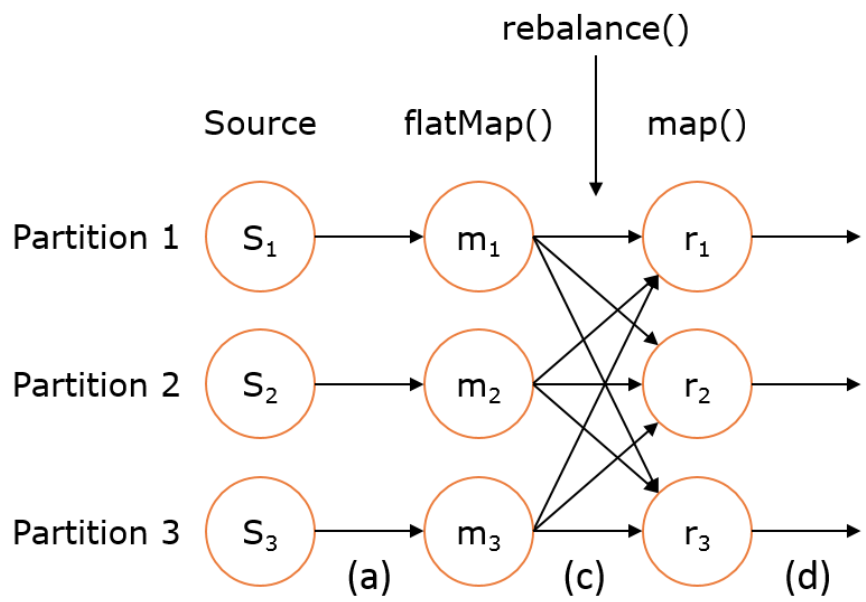 rebalance()
Source flatMap() map()
Partition 1 S₁ m₁ r₁
Partition 2 S₂ m₂ r₂
Partition 3 S₃ m₃ r₃
(a) (c) (d)